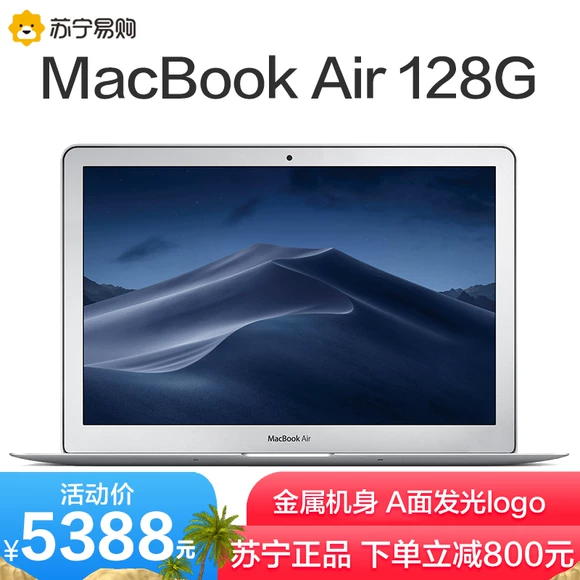 苏宁易购
MacBook Air 128G
MacBook Air
活动价
¥5388元
金属机身 A面发光logo
苏宁正品 下单立减800元